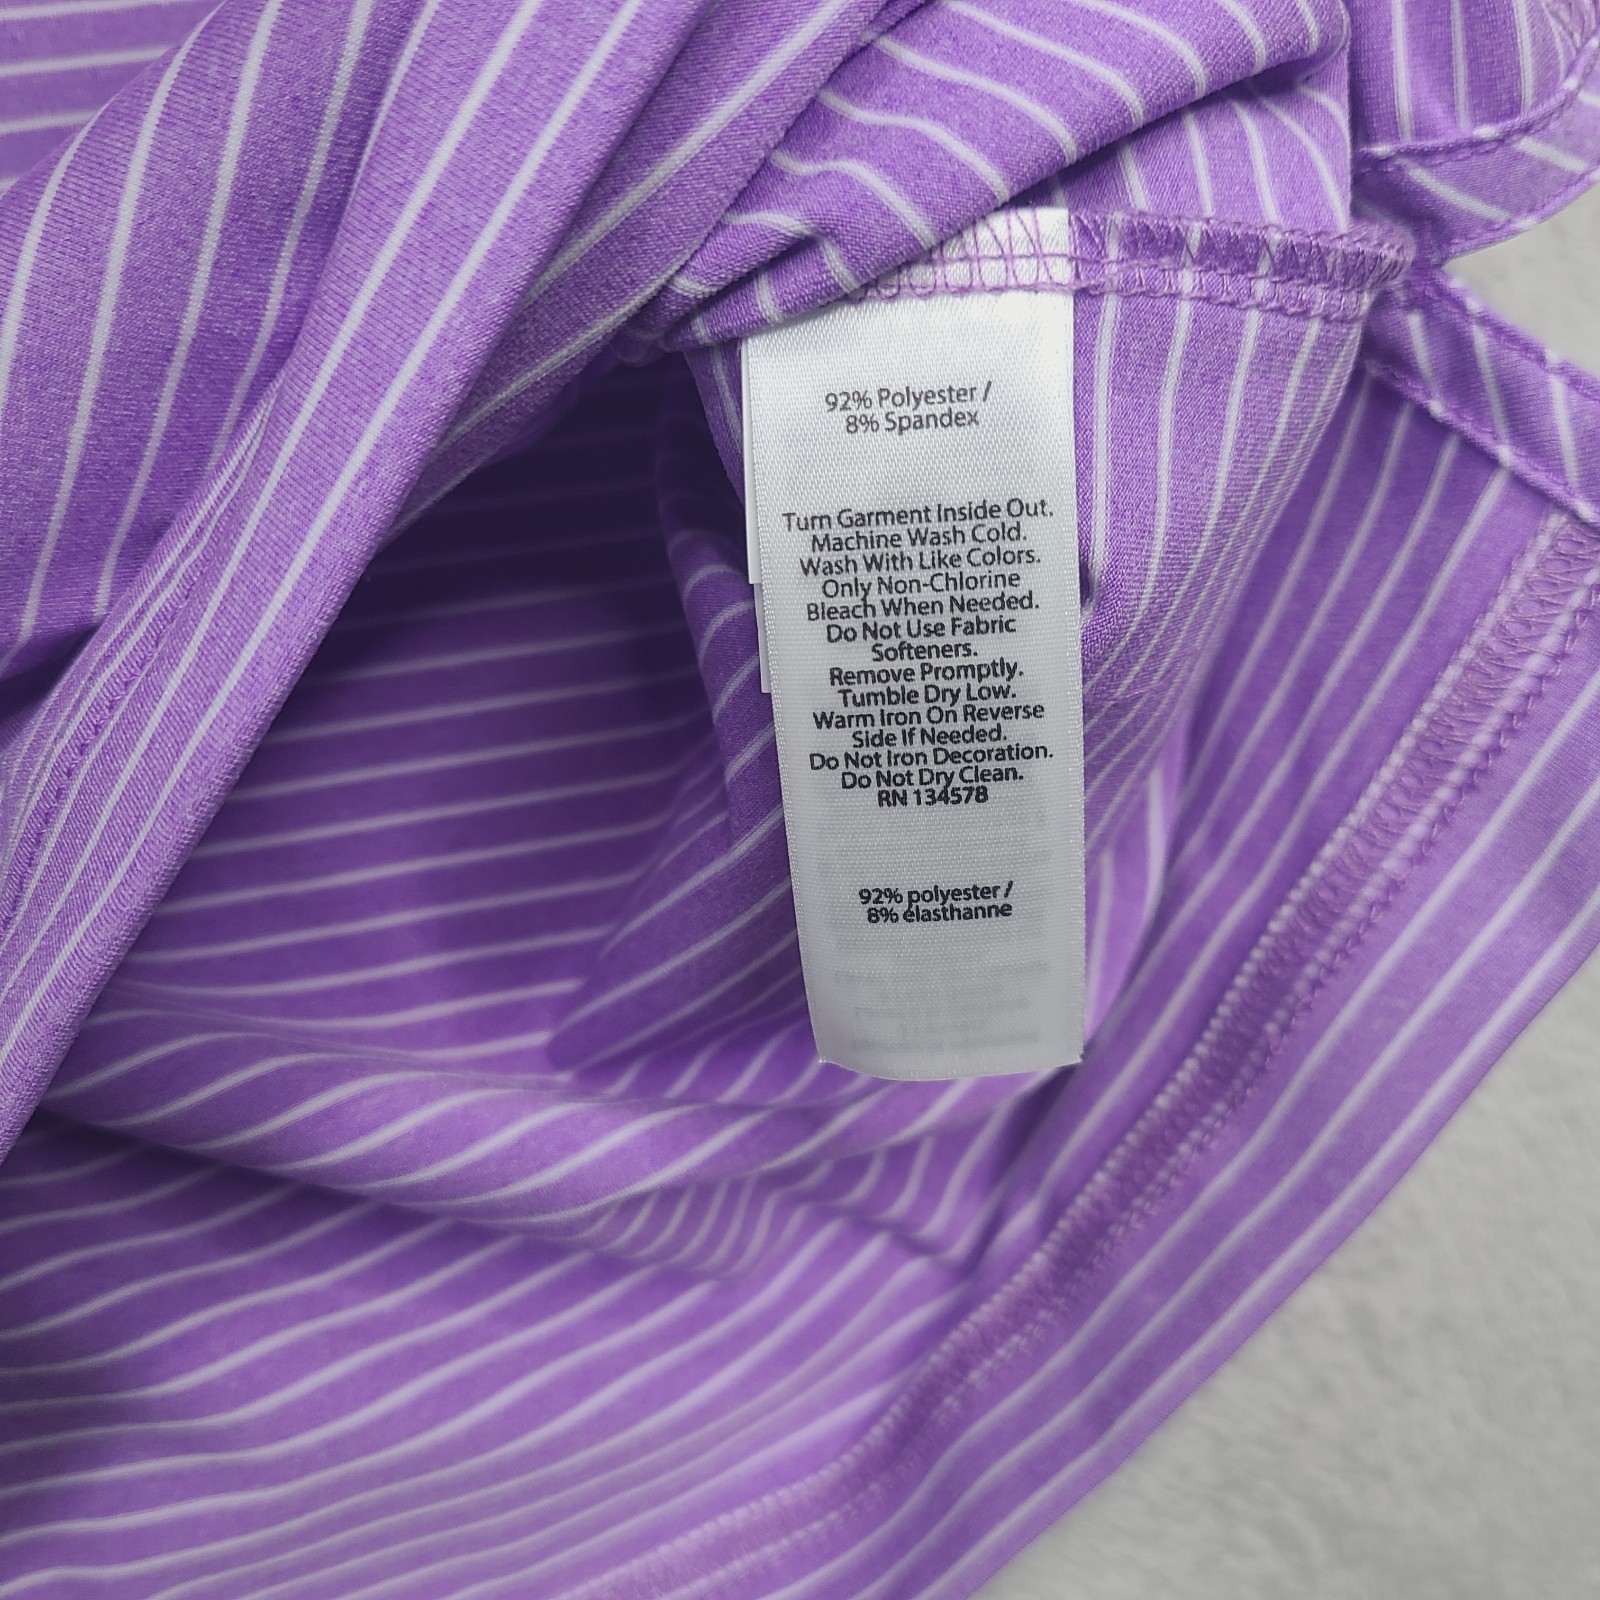 92% Polyester /
8% Spandex
Turn Garment Inside Out.
Machine Wash Cold.
Wash With Like Colors.
Only Non-Chlorine
Bleach When Needed.
Do Not Use Fabric
Softeners.
Remove Promptly.
Tumble Dry Low.
Warm Iron On Reverse
Side If Needed.
Do Not Iron Decoration.
Do Not Dry Clean.
RN 134578
92% polyester /
8% élasthanne